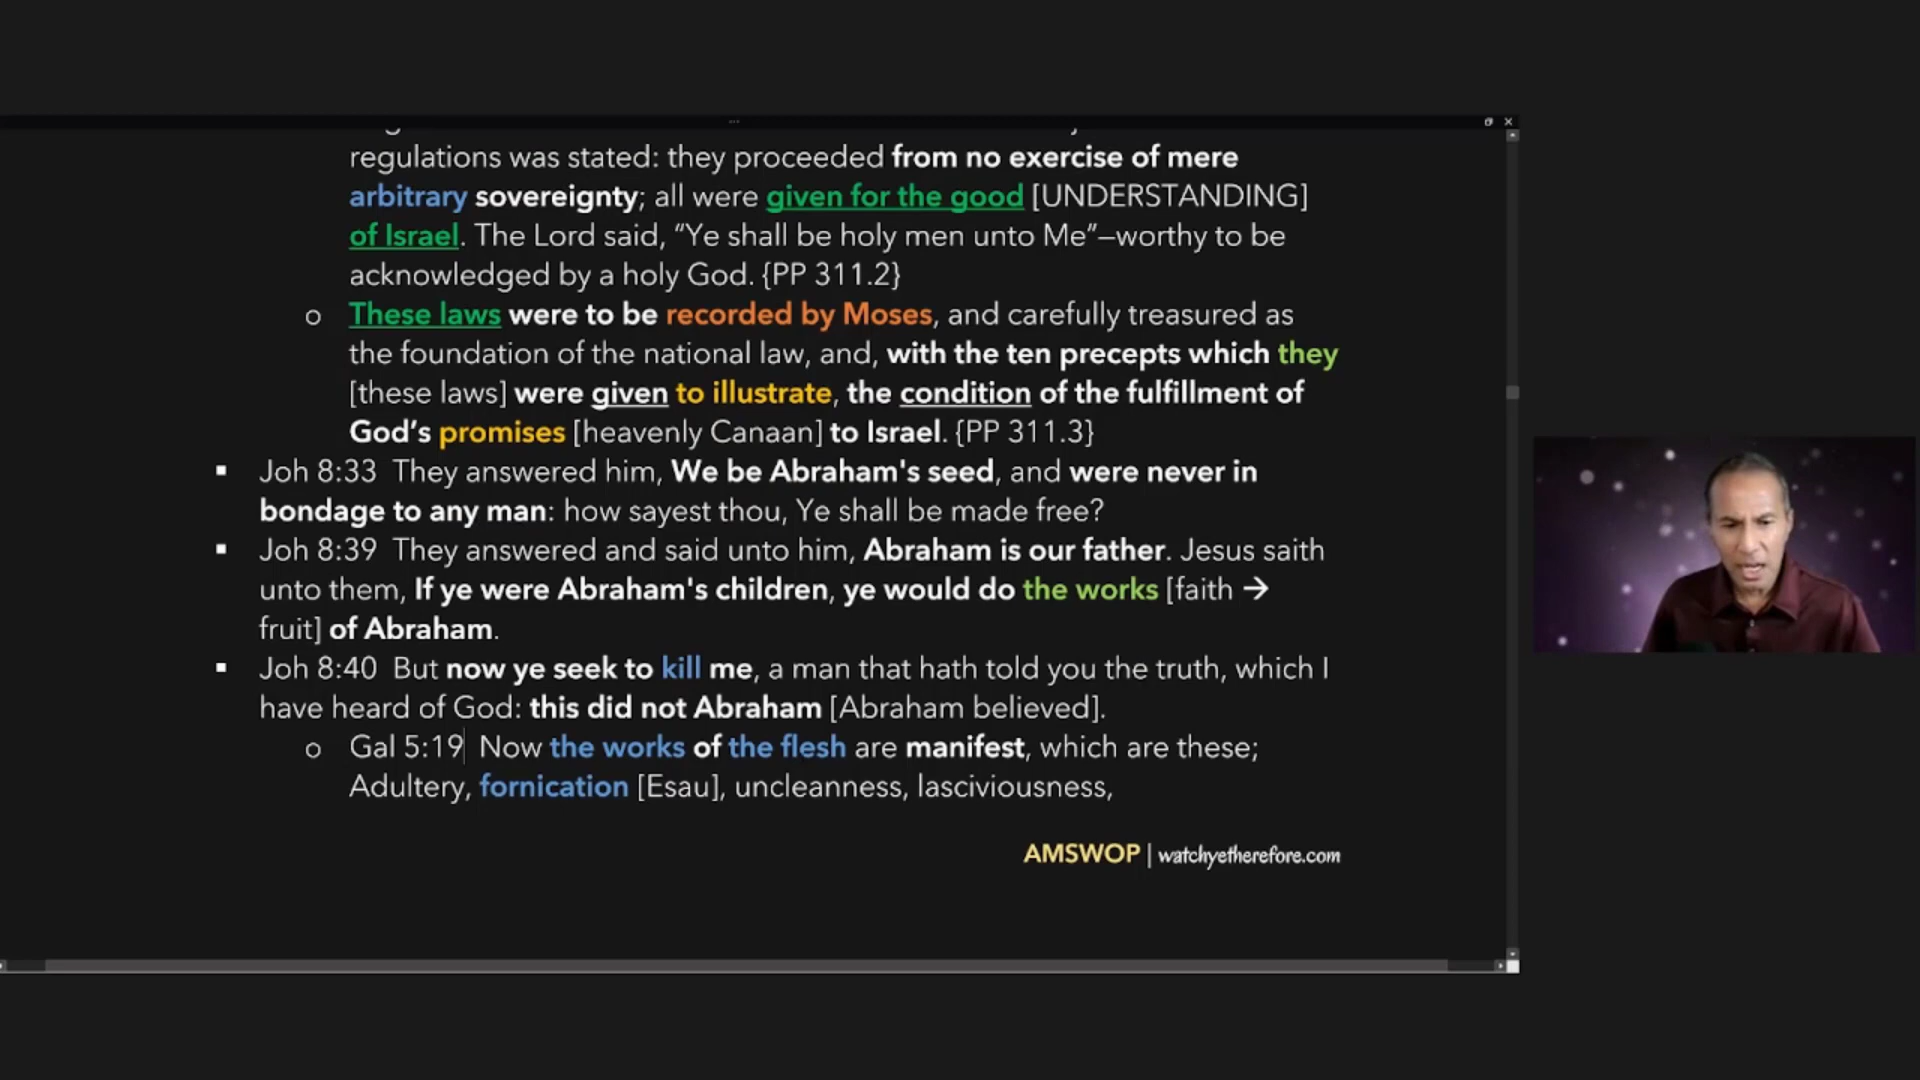 regulations was stated: they proceeded from no exercise of mere
arbitrary sovereignty; all were given for the good [UNDERSTANDING]
of Israel. The Lord said, “Ye shall be holy men unto Me”—worthy to be
acknowledged by a holy God. {PP 311.2}
o These laws were to be recorded by Moses, and carefully treasured as
the foundation of the national law, and, with the ten precepts which they
[these laws] were given to illustrate, the condition of the fulfillment of
God’s promises [heavenly Canaan] to Israel. {PP 311.3}
▪ Joh 8:33 They answered him, We be Abraham's seed, and were never in
bondage to any man: how sayest thou, Ye shall be made free?
▪ Joh 8:39 They answered and said unto him, Abraham is our father. Jesus saith
unto them, If ye were Abraham's children, ye would do the works [faith →
fruit] of Abraham.
▪ Joh 8:40 But now ye seek to kill me, a man that hath told you the truth, which I
have heard of God: this did not Abraham [Abraham believed].
o Gal 5:19 Now the works of the flesh are manifest, which are these;
Adultery, fornication [Esau], uncleanness, lasciviousness,
AMSWOP | watchyetherefore.com